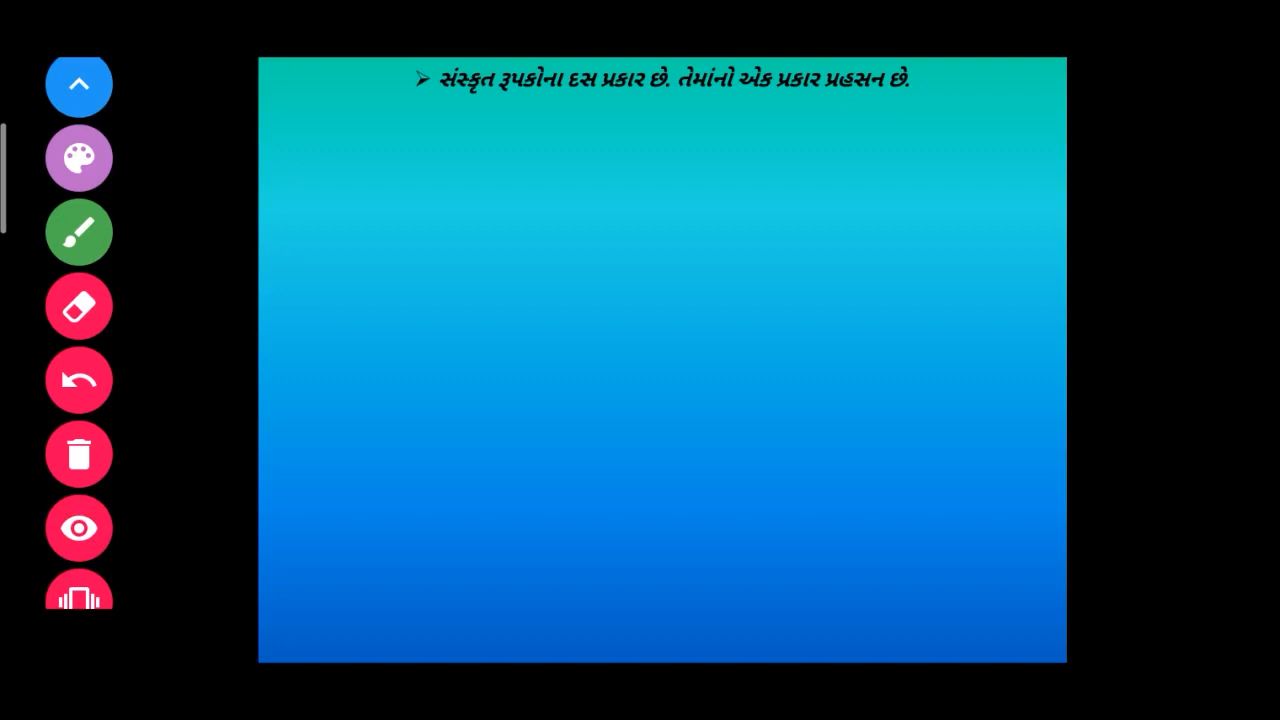 ➢ સંસ્કૃત રૂપકોના દસ પ્રકાર છે. તેમાંનો એક પ્રકાર પ્રહસન છે.